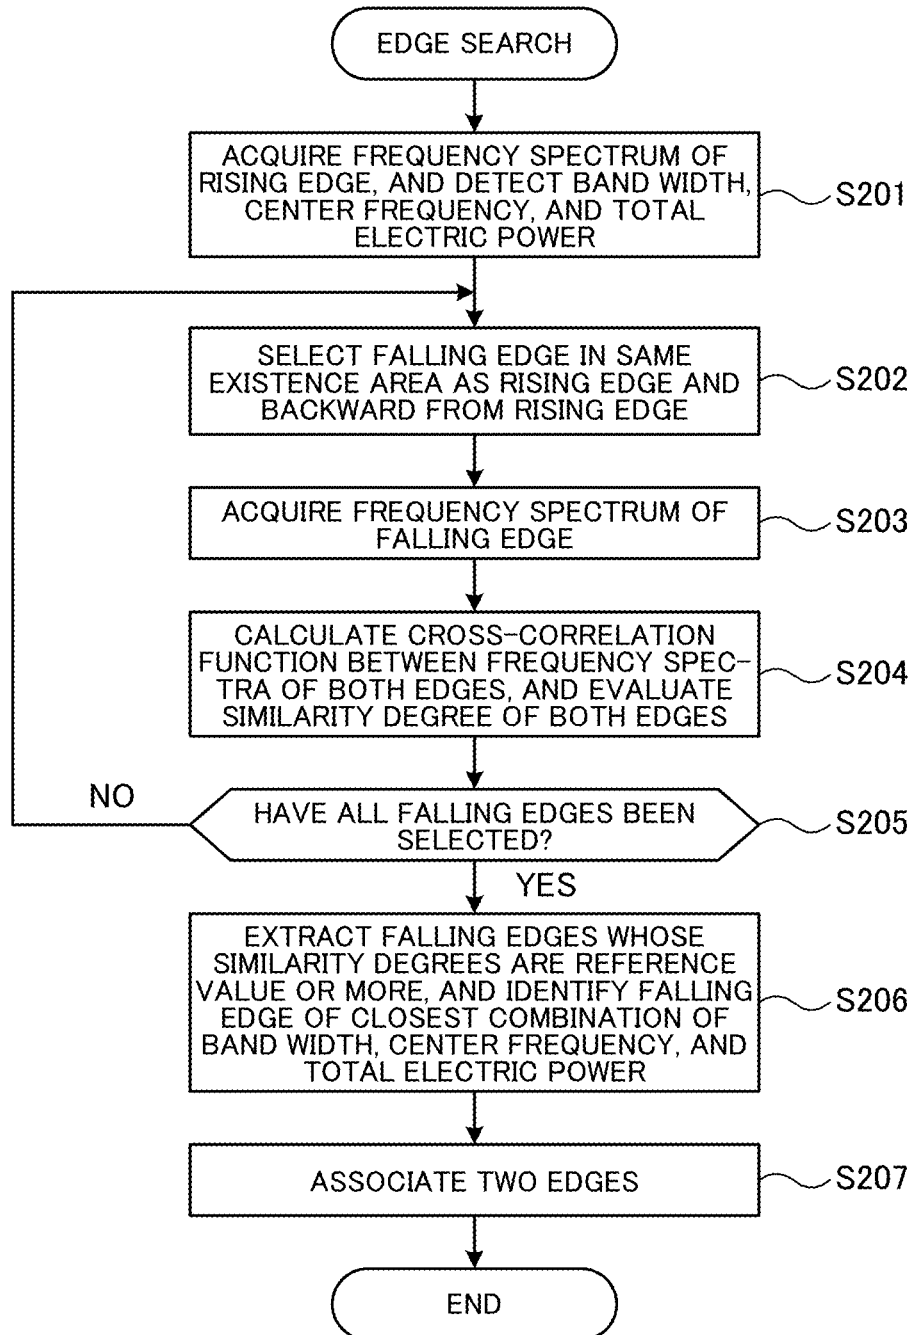 EDGE SEARCH
ACQUIRE FREQUENCY SPECTRUM OF
RISING EDGE, AND DETECT BAND WIDTH,
CENTER FREQUENCY, AND TOTAL
ELECTRIC POWER
S201
SELECT FALLING EDGE IN SAME
EXISTENCE AREA AS RISING EDGE AND
BACKWARD FROM RISING EDGE
S202
ACQUIRE FREQUENCY SPECTRUM OF
FALLING EDGE
S203
CALCULATE CROSS-CORRELATION
FUNCTION BETWEEN FREQUENCY SPEC-
TRA OF BOTH EDGES, AND EVALUATE
SIMILARITY DEGREE OF BOTH EDGES
S204
NO
HAVE ALL FALLING EDGES BEEN
SELECTED?
S205
YES
EXTRACT FALLING EDGES WHOSE
SIMILARITY DEGREES ARE REFERENCE
VALUE OR MORE, AND IDENTIFY FALLING
EDGE OF CLOSEST COMBINATION OF
BAND WIDTH, CENTER FREQUENCY, AND
TOTAL ELECTRIC POWER
S206
ASSOCIATE TWO EDGES
S207
END